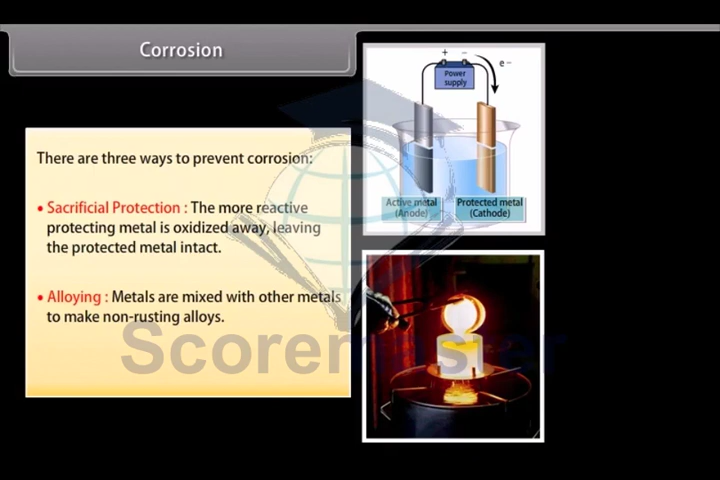 Corrosion
There are three ways to prevent corrosion:
• Sacrificial Protection : The more reactive
protecting metal is oxidized away, leaving
the protected metal intact.
• Alloying : Metals are mixed with other metals
to make non-rusting alloys.
+ − e −
Power
supply
Active metal
(Anode)
Protected metal
(Cathode)
Scoremaster